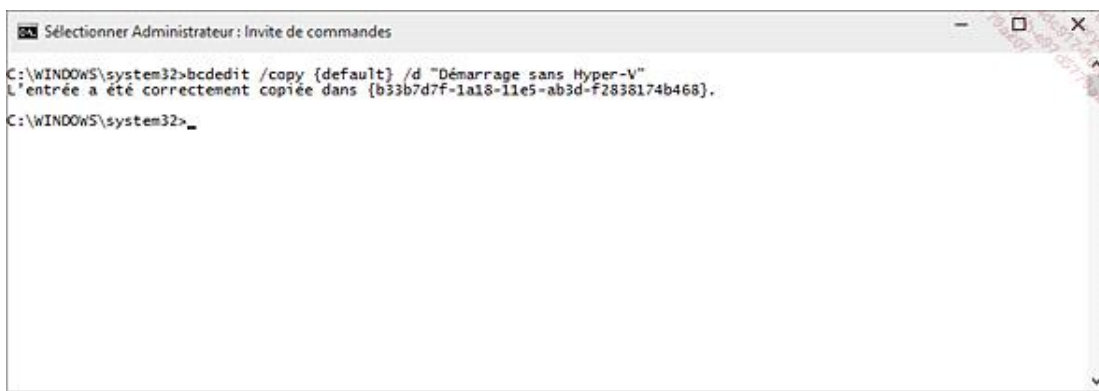 Sélectionner Administrateur : Invite de commandes
C:\WINDOWS\system32>bcdedit /copy {default} /d "Démarrage sans Hyper-V"
L'entrée a été correctement copiée dans {b33b7d7f-1a18-11e5-ab3d-f2838174b468}.
C:\WINDOWS\system32>_